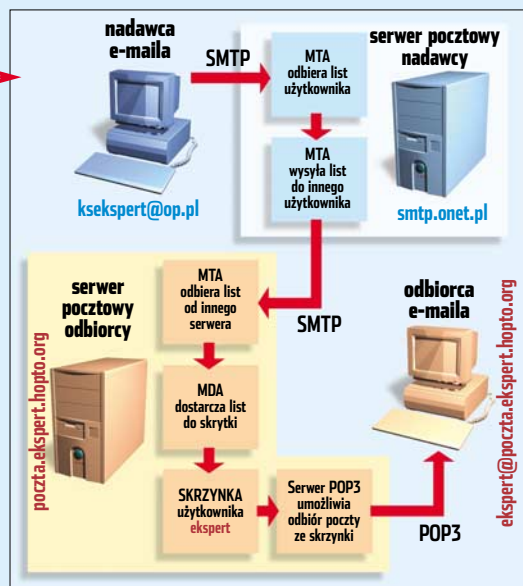 nadawca
e-maila
SMTP
MTA
odbiera list
użytkownika
serwer pocztowy
nadawcy
MTA
wysyła list
do innego
użytkownika
ksekspert@op.pl
smtp.onet.pl
serwer
pocztowy
odbiorcy
poczta.ekspert.hopto.org
MTA
odbiera list
od innego
serwera
SMTP
odbiorca
e-maila
ekspert@poczta.ekspert.hopto.org
MDA
dostarcza list
do skrytki
SKRZYNKA
użytkownika
ekspert
Serwer POP3
umożliwia
odbiór poczty
ze skrzynki
POP3